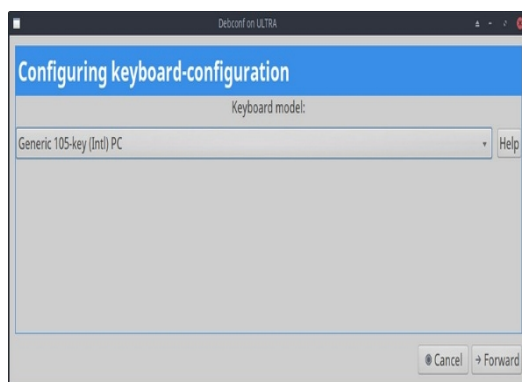 Debconf on ULTRA
Configuring keyboard-configuration
Keyboard model:
Generic 105-key (Intl) PC
Help
Cancel
Forward